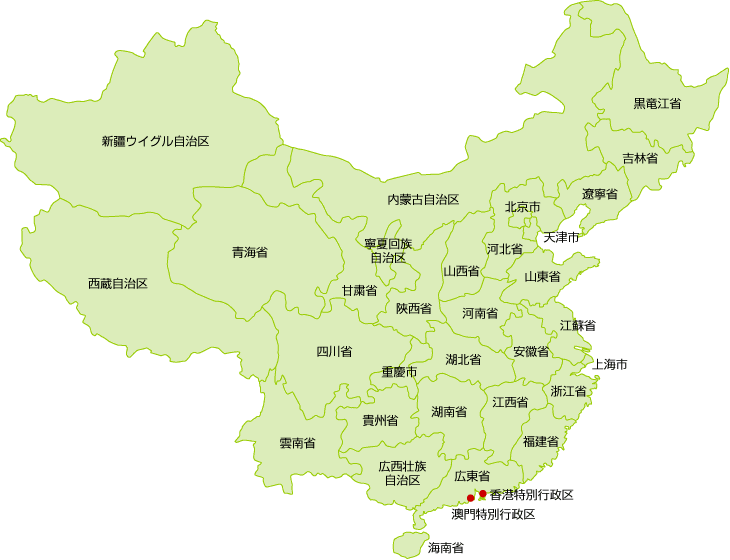 黒竜江省
新疆ウイグル自治区
吉林省
内蒙古自治区
遼寧省
北京市
天津市
寧夏回族
自治区
河北省
青海省
山西省
山東省
西蔵自治区
甘粛省
陝西省
河南省
江蘇省
四川省
湖北省
安徽省
上海市
重慶市
浙江省
江西省
湖南省
貴州省
雲南省
福建省
広西壮族
自治区
広東省
香港特別行政区
澳門特別行政区
海南省